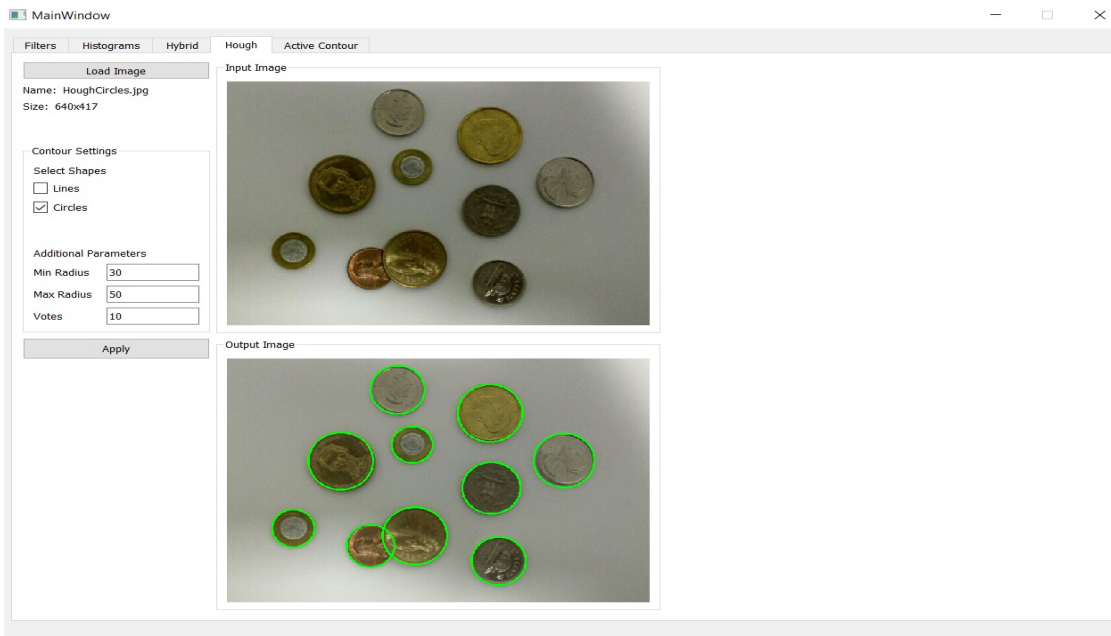 MainWindow
Filters Histograms Hybrid Hough Active Contour
Load Image
Name: HoughCircles.jpg
Size: 640x417
Contour Settings
Select Shapes
Lines
Circles
Additional Parameters
Min Radius 30
Max Radius 50
Votes 10
Apply
Input Image
Output Image